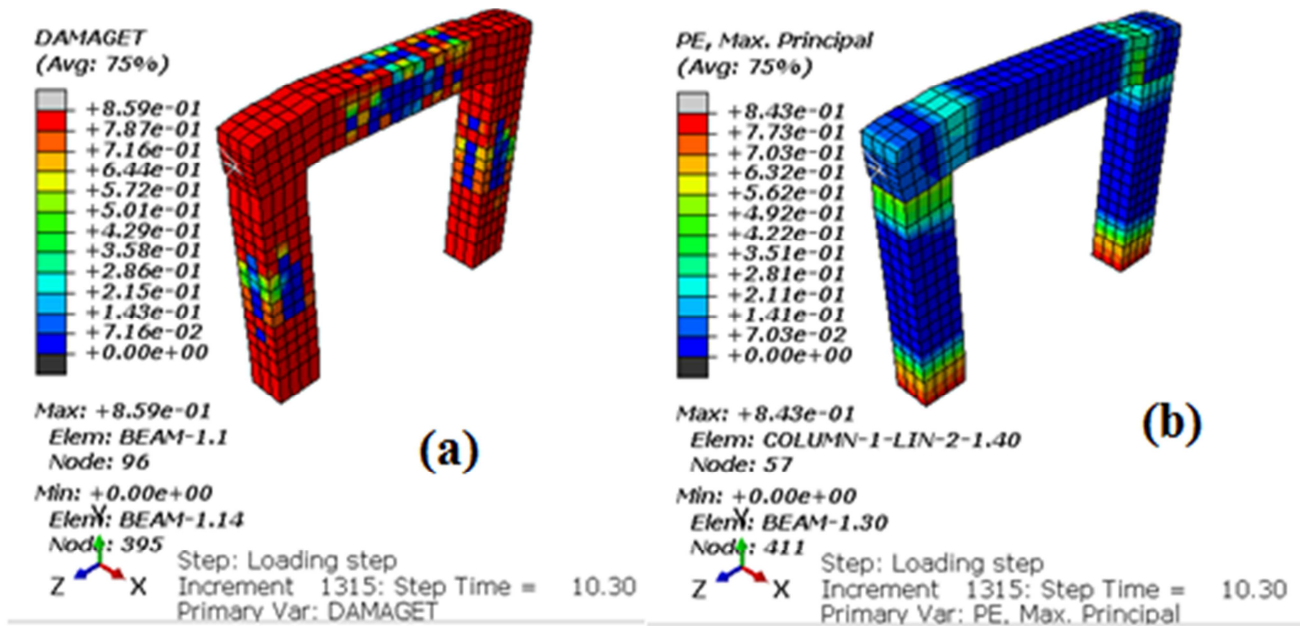 DAMAGET
(Avg: 75%)
+8.59e-01
+7.87e-01
+7.16e-01
+6.44e-01
+5.72e-01
+5.01e-01
+4.29e-01
+3.58e-01
+2.86e-01
+2.15e-01
+1.43e-01
+7.16e-02
+0.00e+00
Max: +8.59e-01
Elem: BEAM-1.1
Node: 96
Min: +0.00e+00
Elem: BEAM-1.14
Node: 395
(a)
Y
Z
X
Step: Loading step
Increment 1315: Step Time = 10.30
Primary Var: DAMAGET
PE, Max. Principal
(Avg: 75%)
+8.43e-01
+7.73e-01
+7.03e-01
+6.32e-01
+5.62e-01
+4.92e-01
+4.22e-01
+3.51e-01
+2.81e-01
+2.11e-01
+1.41e-01
+7.03e-02
+0.00e+00
Max: +8.43e-01
Elem: COLUMN-1-LIN-2-1.40
Node: 57
Min: +0.00e+00
Elem: BEAM-1.30
Node: 411
(b)
Y
Z
X
Step: Loading step
Increment 1315: Step Time = 10.30
Primary Var: PE, Max. Principal